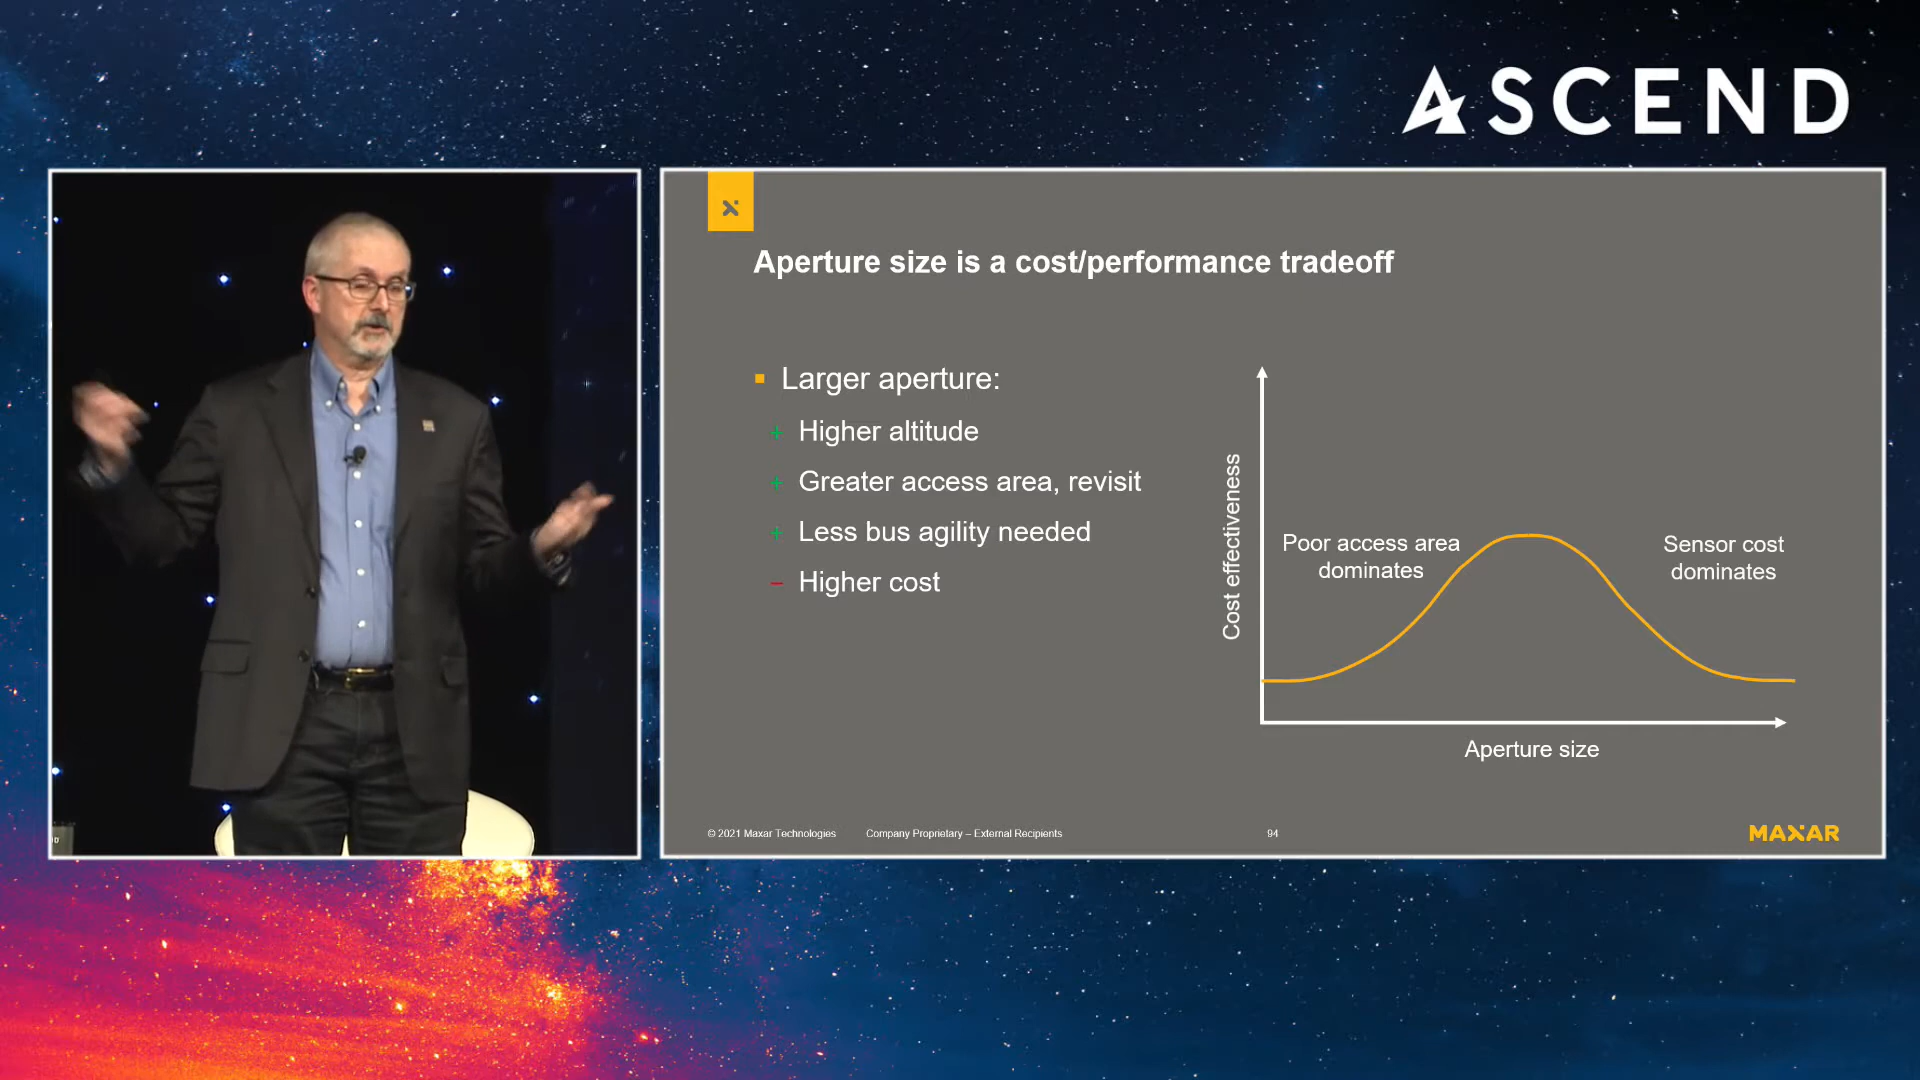 ASCEND
Aperture size is a cost/performance tradeoff
Larger aperture:
+ Higher altitude
+ Greater access area, revisit
+ Less bus agility needed
– Higher cost
Cost effectiveness
Poor access area
dominates
Sensor cost
dominates
Aperture size
© 2021 Maxar Technologies Company Proprietary – External Recipients 94
MAXAR